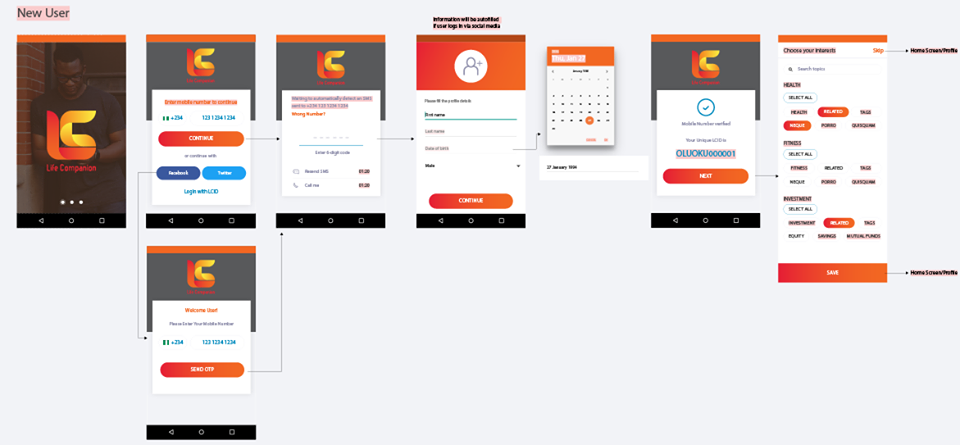 New User
Information will be autofilled
if user logs in via social media
Life Companion
Life Companion
Enter mobile number to continue
+234 123 1234 1234
CONTINUE
or continue with
Facebook Twitter
Login with LCID
Waiting to automatically detect an SMS
sent to +234 123 1234 1234
Wrong Number?
Enter 6-digit code
Resend SMS 01:20
Call me 01:20
Please fill the profile details
First name
Last name
Date of birth
Male
CONTINUE
January 1994
27 January 1994
Mobile Number verified
Your Unique LCID is
OLUOKU000001
NEXT
Choose your Interests Skip
Home Screen/Profile
Search topics
HEALTH
SELECT ALL
HEALTH RELATED TAGS
NEQUE PORRO QUISQUAM
FITNESS
SELECT ALL
FITNESS RELATED TAGS
NEQUE PORRO QUISQUAM
INVESTMENT
SELECT ALL
INVESTMENT RELATED TAGS
EQUITY SAVINGS MUTUAL FUNDS
SAVE
Home Screen/Profile
Life Companion
Welcome User!
Please Enter Your Mobile Number
+234 123 1234 1234
SEND OTP